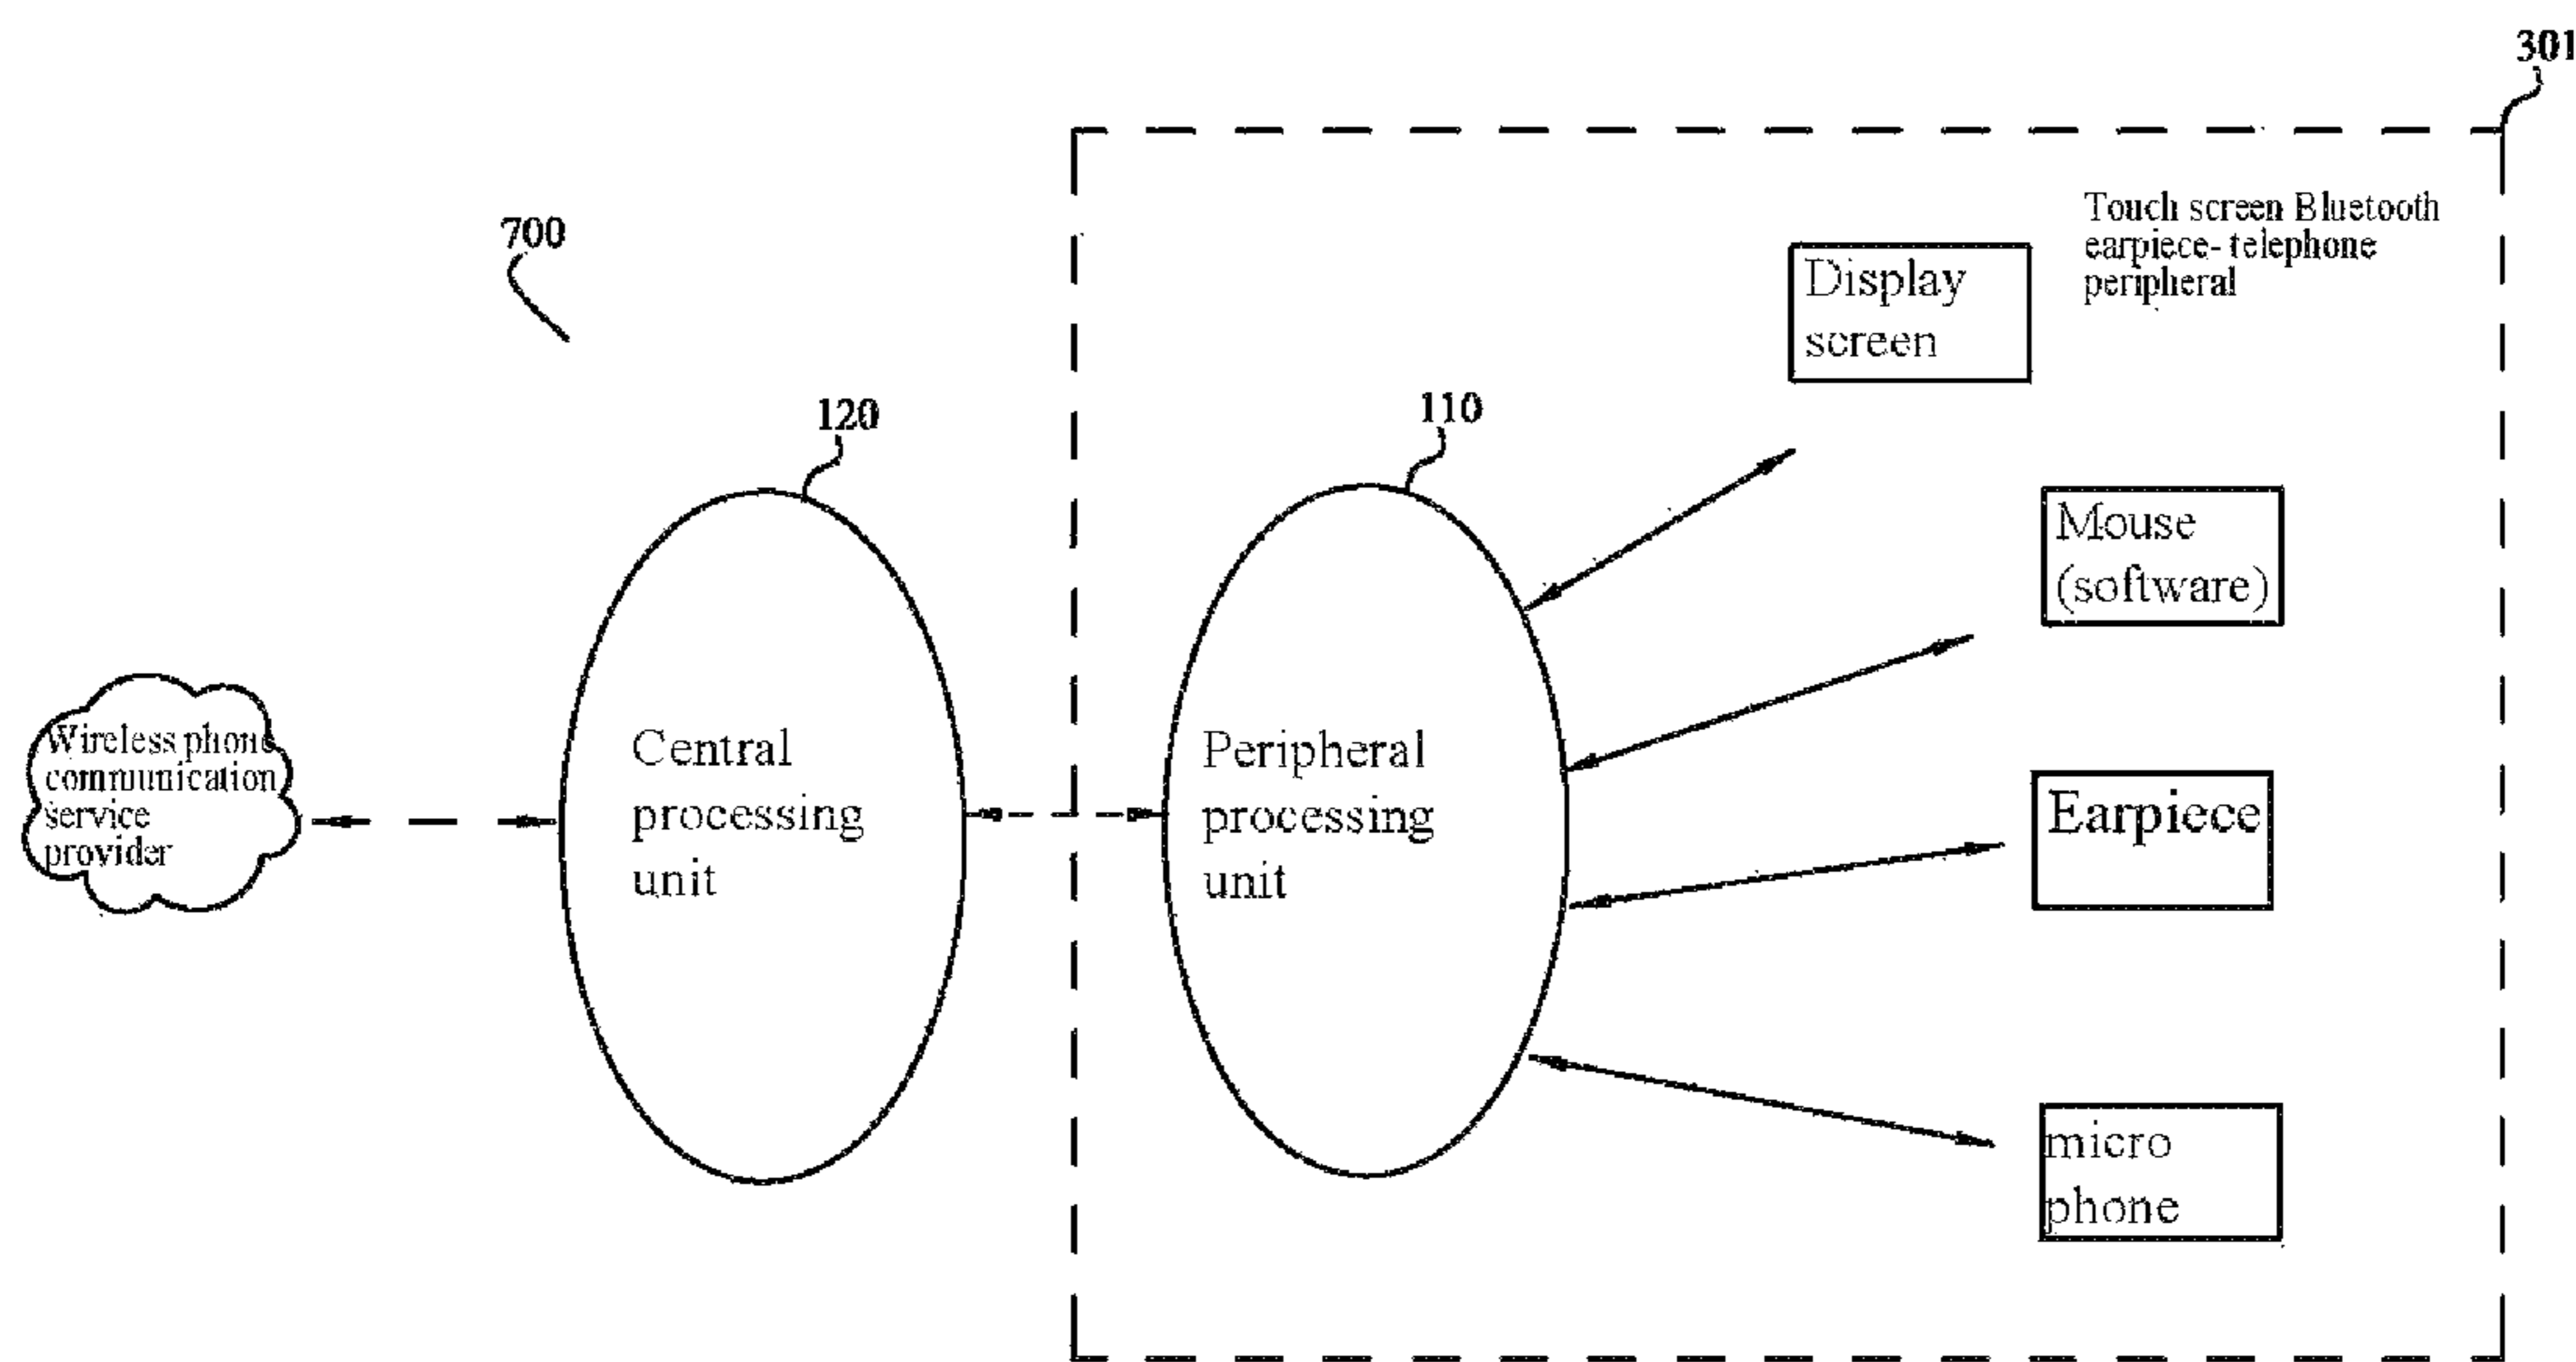 301
700
Touch screen Bluetooth
earpiece- telephone
peripheral
Display
screen
120
110
Mouse
(software)
Wireless phone
communication
service
provider
Central
processing
unit
Peripheral
processing
unit
Earpiece
micro
phone